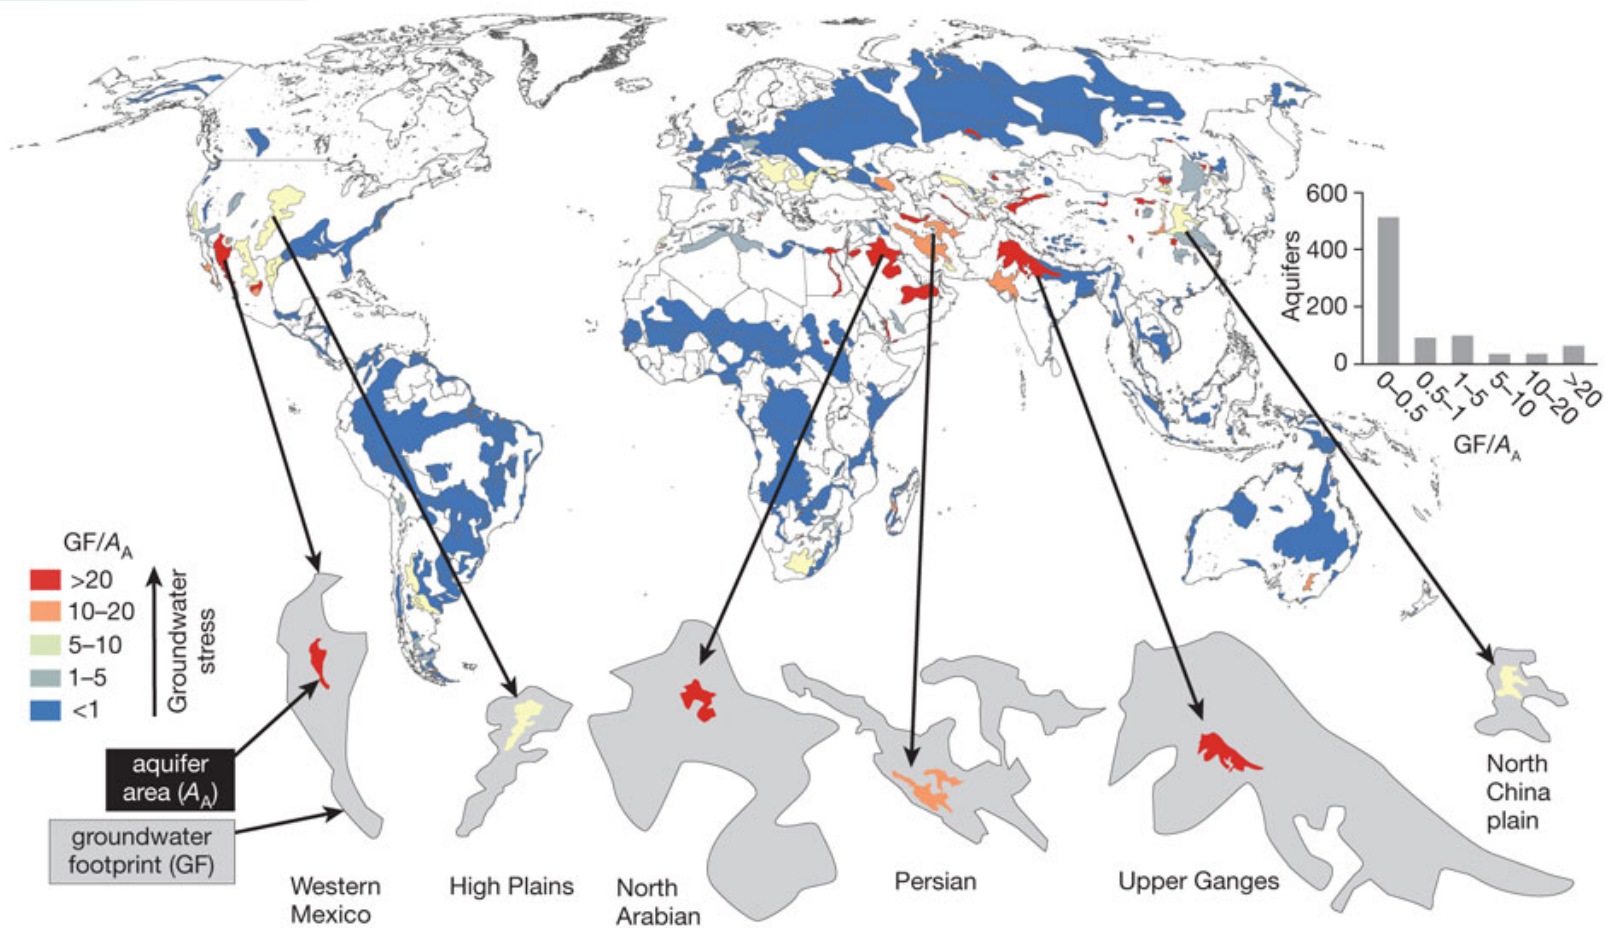 600
400
200
0
Aquifers
0–0.5
0.5–1
1–5
5–10
10–20
>20
GF/AA
GF/AA
>20
10–20
5–10
1–5
<1
Groundwater
stress
aquifer
area (AA)
groundwater
footprint (GF)
Western
Mexico
High Plains
North
Arabian
Persian
Upper Ganges
North
China
plain